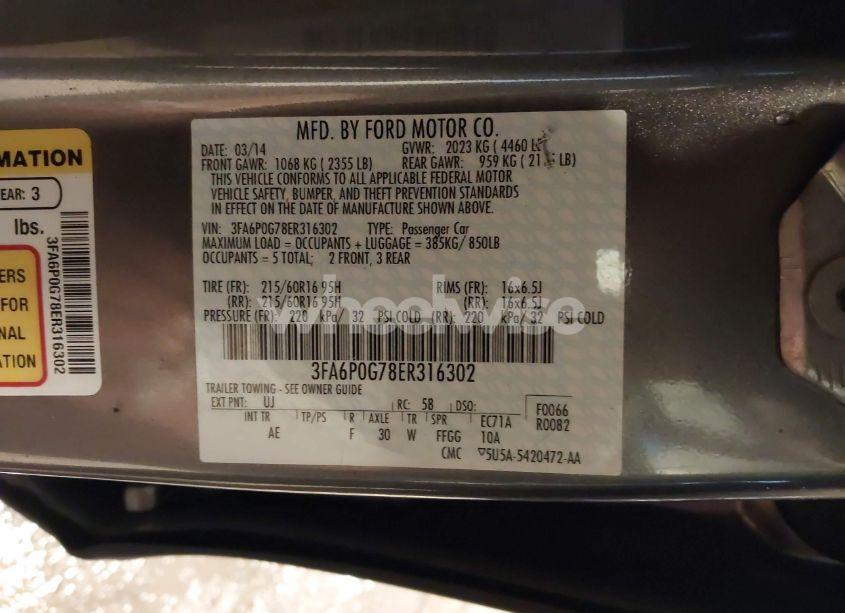 MATION
EAR: 3
lbs.
ERS
FOR
NAL
ATION
3FA6P0G78ER316302
MFD. BY FORD MOTOR CO.
DATE: 03/14 GVWR: 2023 KG ( 4460 LB)
FRONT GAWR: 1068 KG ( 2355 LB) REAR GAWR: 959 KG ( 21 LB)
THIS VEHICLE CONFORMS TO ALL APPLICABLE FEDERAL MOTOR
VEHICLE SAFETY, BUMPER, AND THEFT PREVENTION STANDARDS
IN EFFECT ON THE DATE OF MANUFACTURE SHOWN ABOVE.
VIN: 3FA6P0G78ER316302 TYPE: Passenger Car
MAXIMUM LOAD = OCCUPANTS + LUGGAGE = 385KG/ 850LB
OCCUPANTS = 5 TOTAL; 2 FRONT, 3 REAR
TIRE (FR): 215/60R16 95H RIMS (FR): 16x6.5J
(RR): 215/60R16 95H (RR): 16x6.5J
PRESSURE (FR): 220 kPa/ 32 PSI COLD (RR): 220 kPa/ 32 PSI COLD
wheelwise
3FA6P0G78ER316302
TRAILER TOWING - SEE OWNER GUIDE
EXT PNT: UJ RC: 58 DSO: F0066
INT TR TP/PS R AXLE TR SPR EC71A R0082
AE F 30 W FFGG 10A
CMC ▽5U5A-5420472-AA